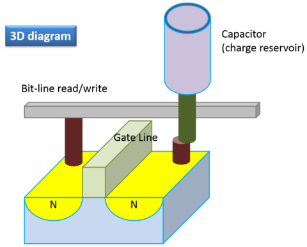 3D diagram
Capacitor
(charge reservoir)
Bit-line read/write
Gate Line
N
N